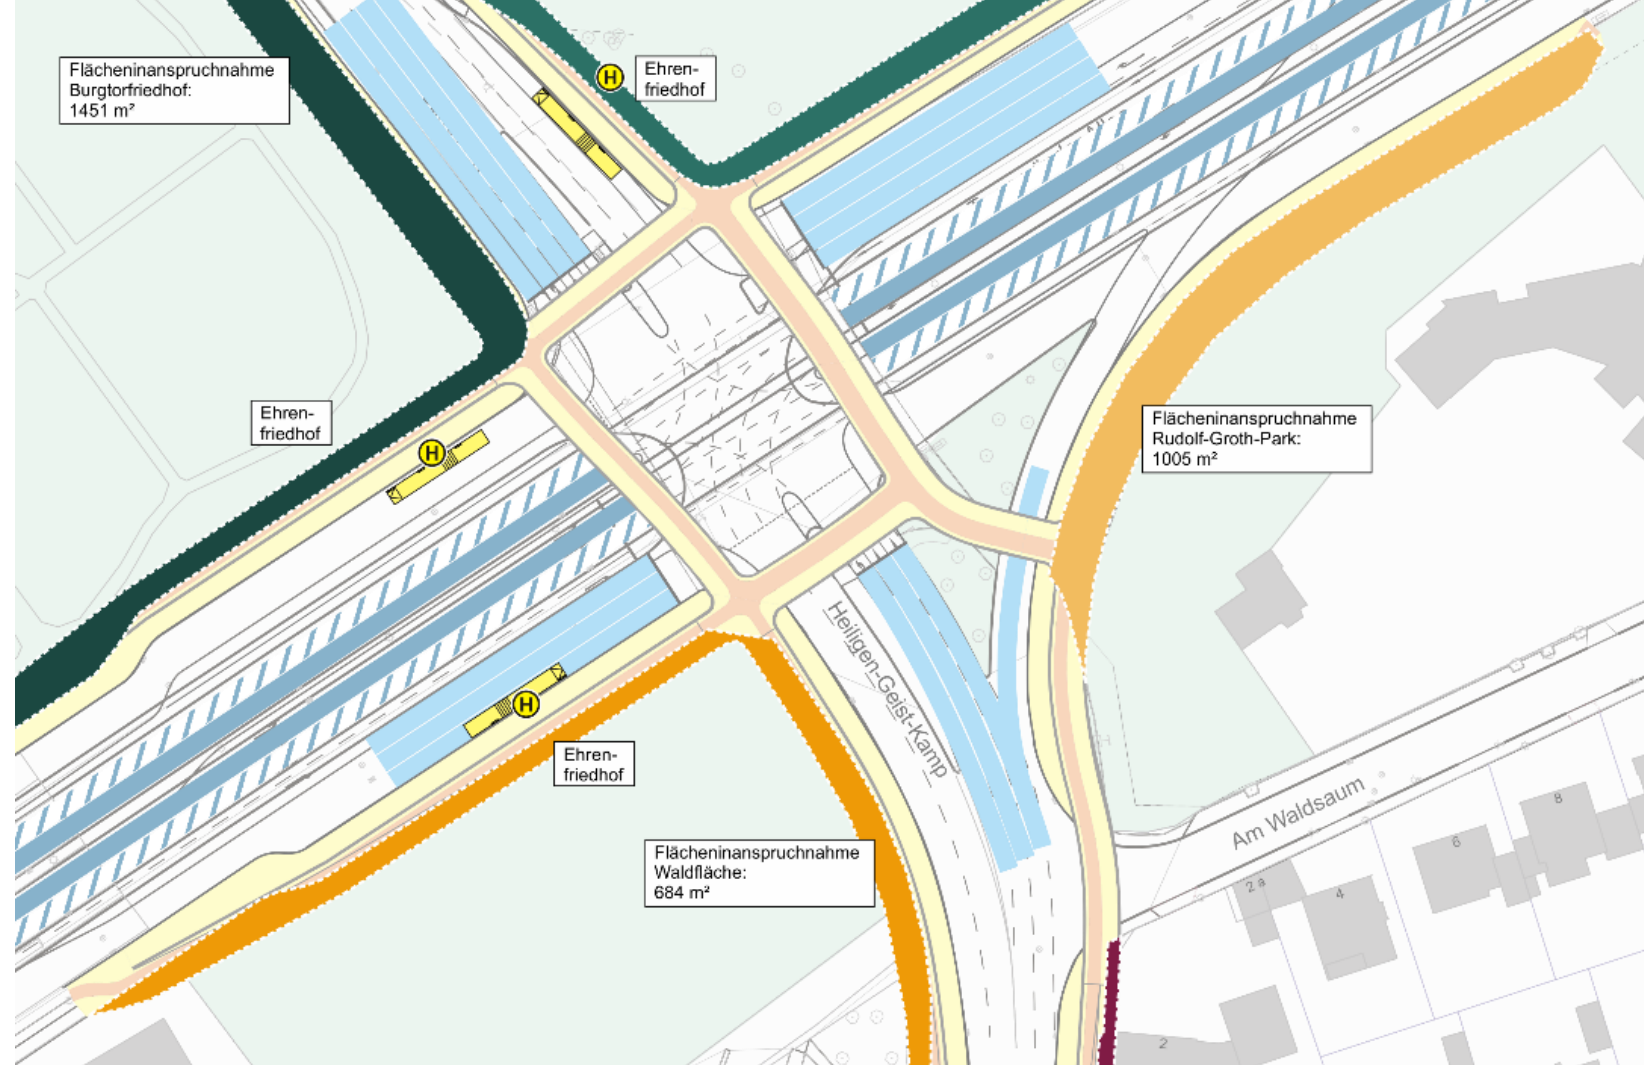 Flächeninanspruchnahme
Burgtorfriedhof:
1451 m²
H
Ehren-
friedhof
Ehren-
friedhof
H
Flächeninanspruchnahme
Rudolf-Groth-Park:
1005 m²
Heiligen-Geist-Kamp
H
Ehren-
friedhof
Flächeninanspruchnahme
Waldfläche:
684 m²
Am Waldsaum
8
6
4
2 a
2